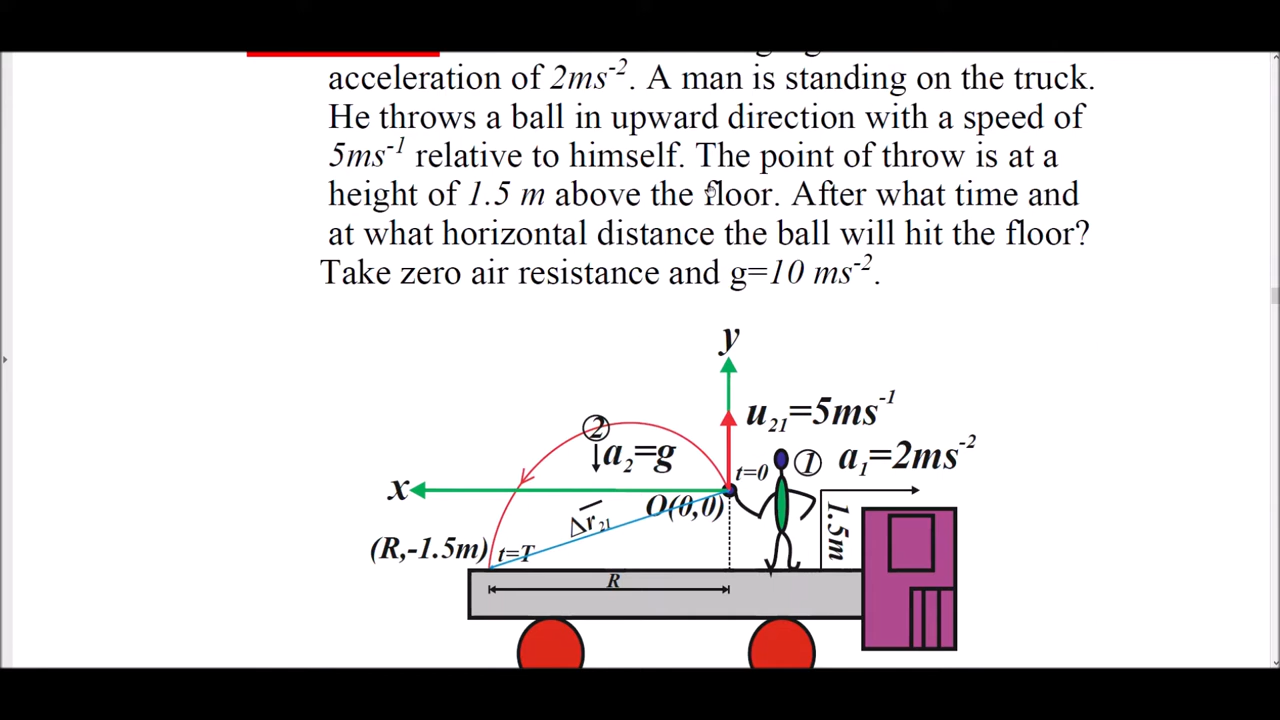 acceleration of 2ms⁻². A man is standing on the truck.
He throws a ball in upward direction with a speed of
5ms⁻¹ relative to himself. The point of throw is at a
height of 1.5 m above the floor. After what time and
at what horizontal distance the ball will hit the floor?
Take zero air resistance and g=10 ms⁻².
y
u₂₁=5ms⁻¹
②
↓a₂=g
t=0
① a₁=2ms⁻²
x
O(0,0)
Δr₂₁
1.5m
(R,-1.5m)
t=T
R